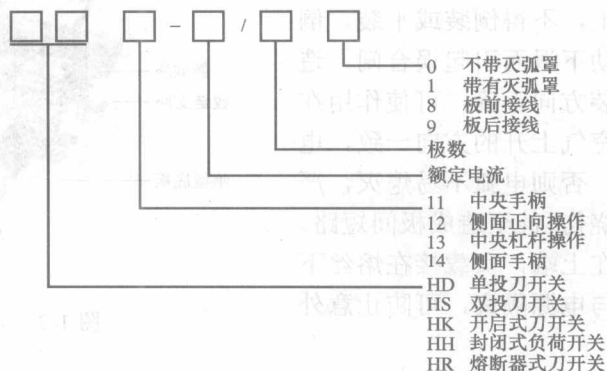 □ □ □ - □ / □ □
0 不带灭弧罩
1 带有灭弧罩
8 板前接线
9 板后接线
极数
额定电流
11 中央手柄
12 侧面正向操作
13 中央杠杆操作
14 侧面手柄
HD 单投刀开关
HS 双投刀开关
HK 开启式刀开关
HH 封闭式负荷开关
HR 熔断器式刀开关